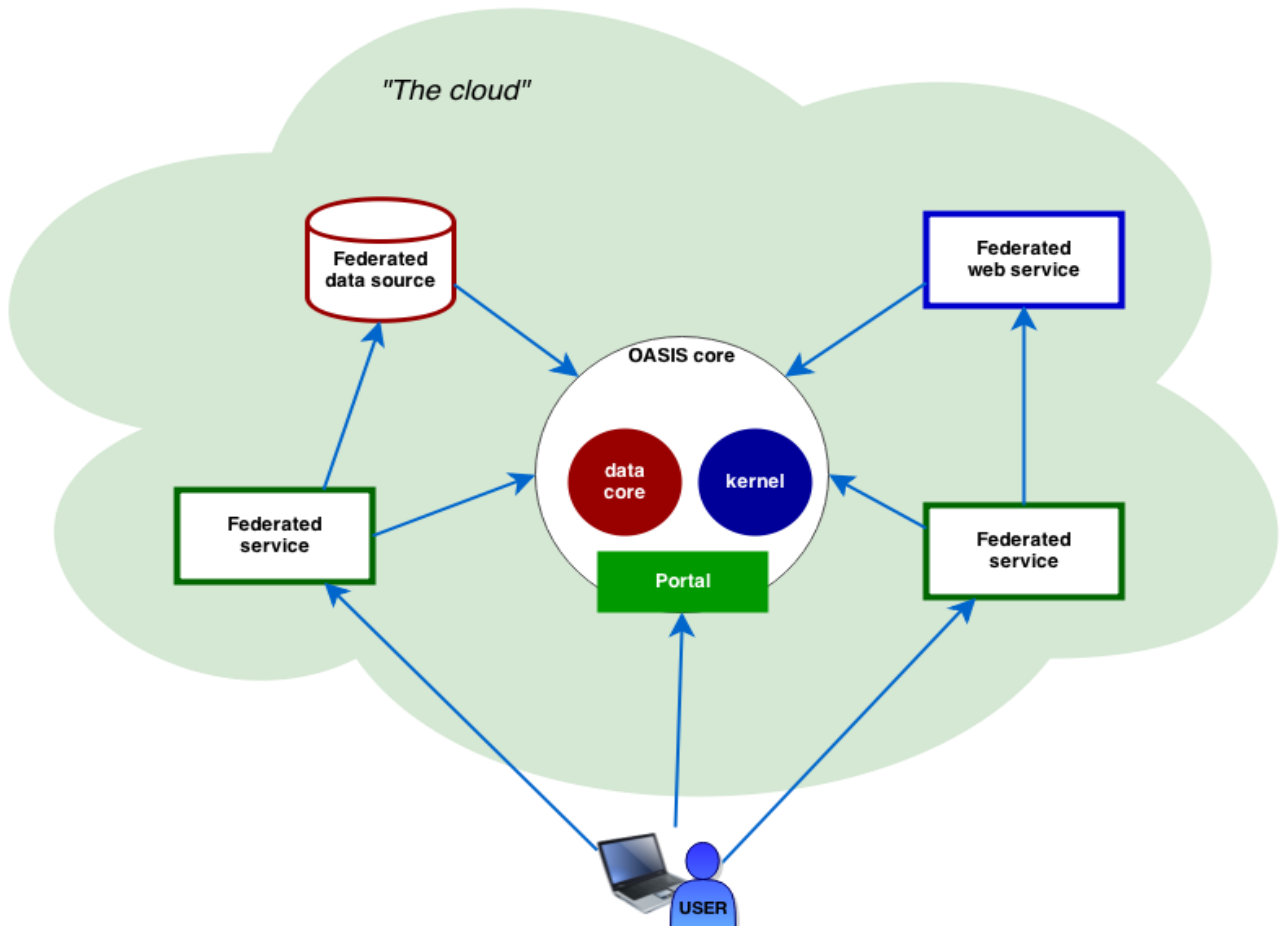 "The cloud"
Federated
data source
Federated
web service
OASIS core
data
core
kernel
Federated
service
Federated
service
Portal
USER